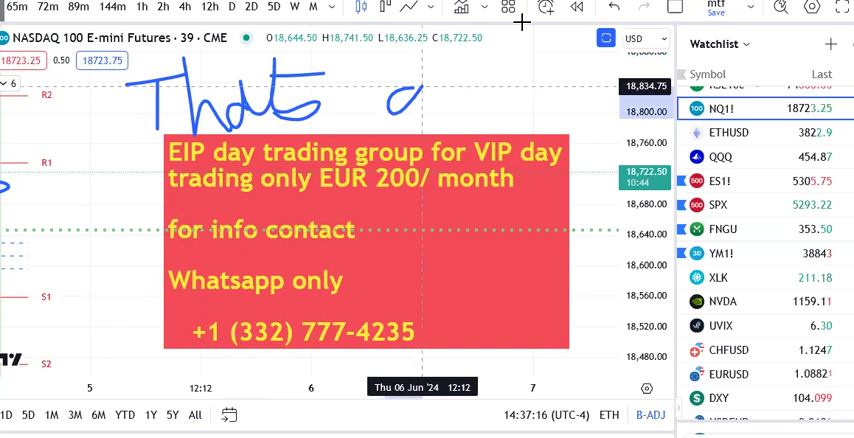 65m 72m 89m 144m 1h 2h 4h 12h D 2D 5D W M
mtf
Save
NASDAQ 100 E-mini Futures · 39 · CME O18,644.50 H18,741.50 L18,636.25 C18,722.50
USD
18723.25 0.50 18723.75
6
R2
R1
S1
S2
Thats a
EIP day trading group for VIP day
trading only EUR 200/ month
for info contact
Whatsapp only
+1 (332) 777-4235
18,834.75
18,800.00
18,760.00
18,722.50
10:44
18,680.00
18,640.00
18,600.00
18,560.00
18,520.00
18,480.00
5 12:12 6 Thu 06 Jun '24 12:12 7
1D 5D 1M 3M 6M YTD 1Y 5Y All 14:37:16 (UTC-4) ETH B-ADJ
Watchlist
Symbol Last
NQ1! 18723.25
ETHUSD 3822.9
QQQ 454.87
ES1! 5305.75
SPX 5293.22
FNGU 353.50
YM1! 38843
XLK 211.18
NVDA 1159.11
UVIX 6.30
CHFUSD 1.1247
EURUSD 1.0882
DXY 104.099